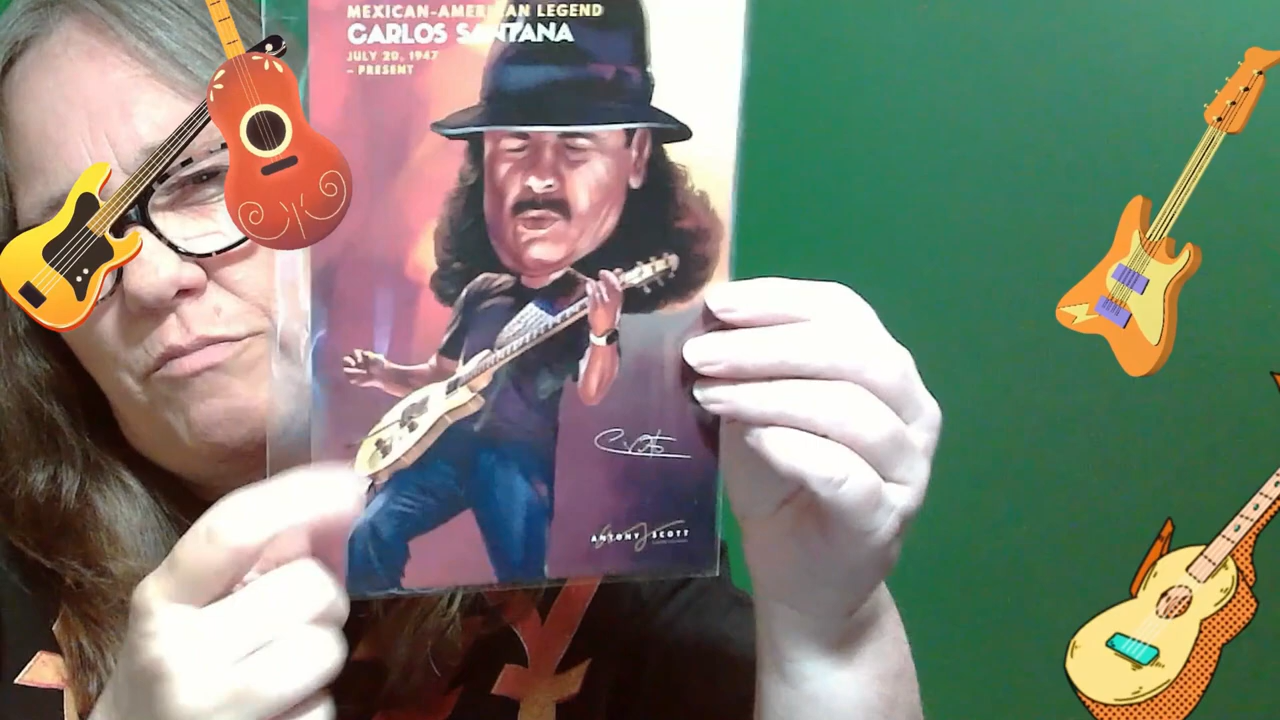 MEXICAN-AMERICAN LEGEND
CARLOS SANTANA
JULY 20, 1947
– PRESENT
ANTONY SCOTT